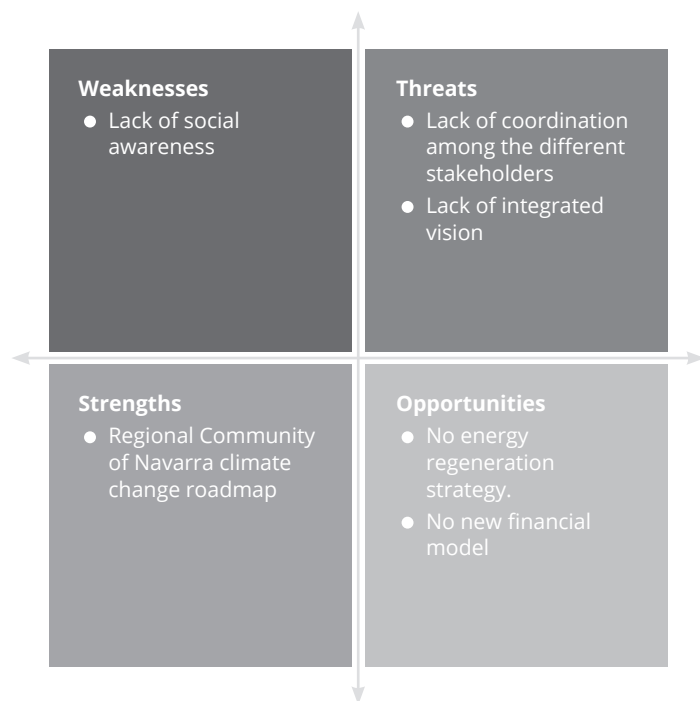 Weaknesses
● Lack of social
awareness
Threats
● Lack of coordination
among the different
stakeholders
● Lack of integrated
vision
Strengths
● Regional Community
of Navarra climate
change roadmap
Opportunities
● No energy
regeneration
strategy.
● No new financial
model